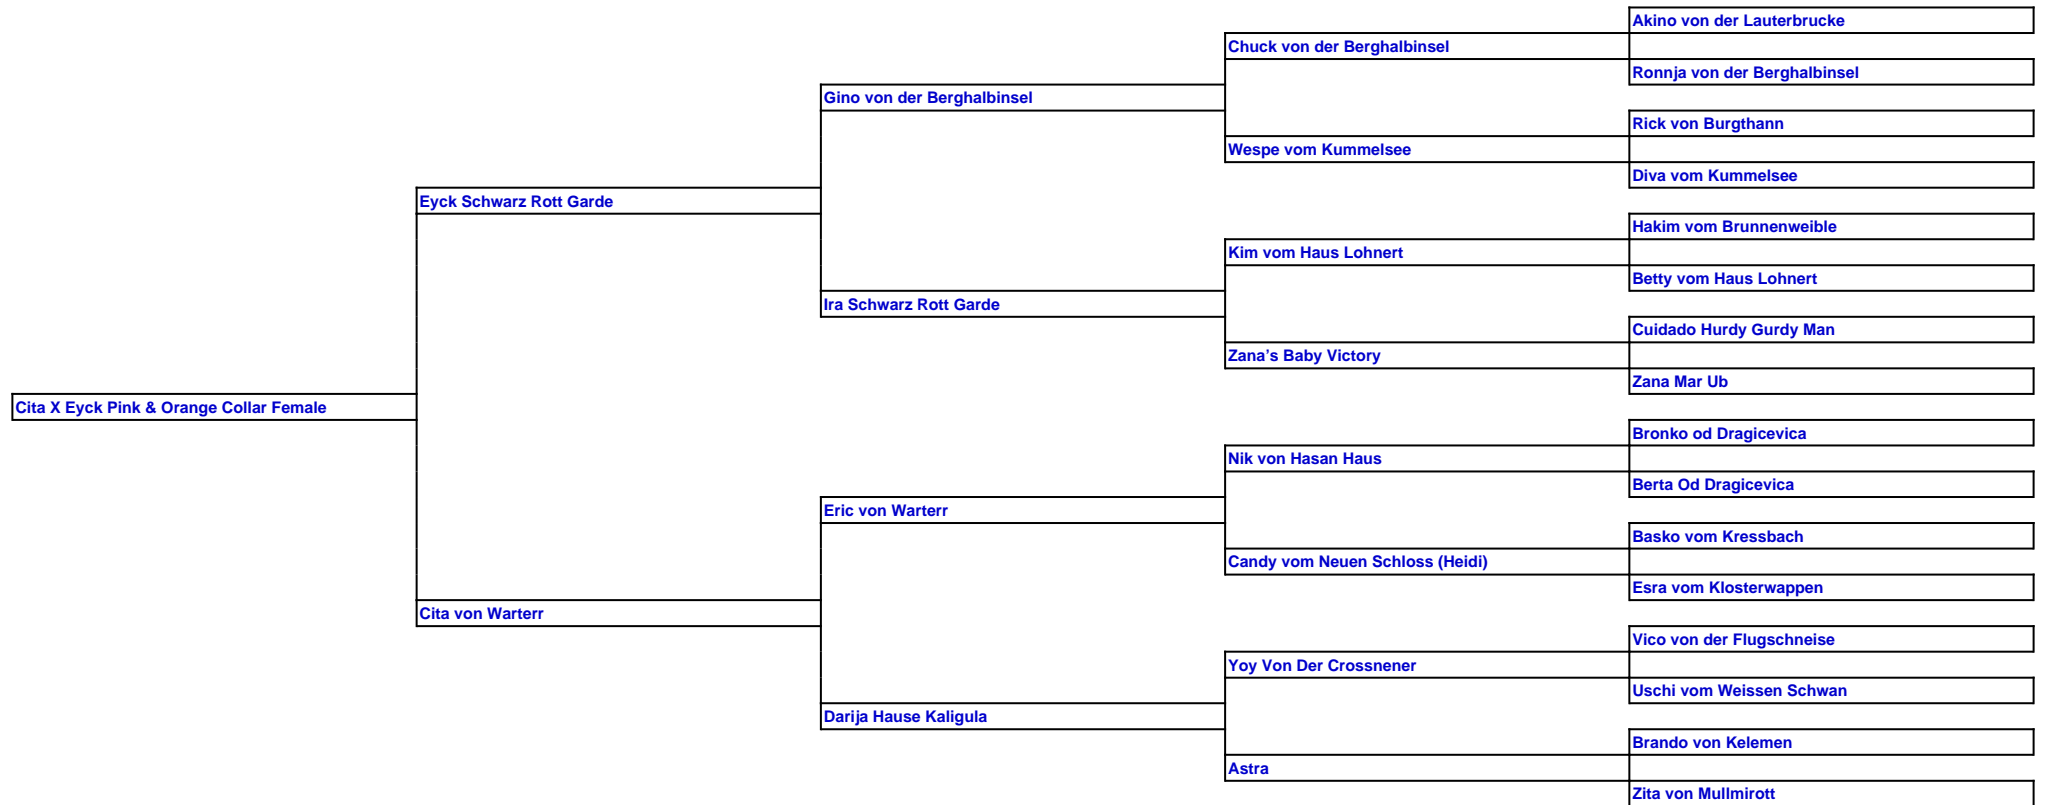 Akino von der Lauterbrucke
Chuck von der Berghalbinsel
Ronnja von der Berghalbinsel
Gino von der Berghalbinsel
Rick von Burgthann
Wespe vom Kummelsee
Diva vom Kummelsee
Eyck Schwarz Rott Garde
Hakim vom Brunnenweible
Kim vom Haus Lohnert
Betty vom Haus Lohnert
Ira Schwarz Rott Garde
Cuidado Hurdy Gurdy Man
Zana’s Baby Victory
Zana Mar Ub
Cita X Eyck Pink & Orange Collar Female
Bronko od Dragicevica
Nik von Hasan Haus
Berta Od Dragicevica
Eric von Warterr
Basko vom Kressbach
Candy vom Neuen Schloss (Heidi)
Esra vom Klosterwappen
Cita von Warterr
Vico von der Flugschneise
Yoy Von Der Crossnener
Uschi vom Weissen Schwan
Darija Hause Kaligula
Brando von Kelemen
Astra
Zita von Mullmirott